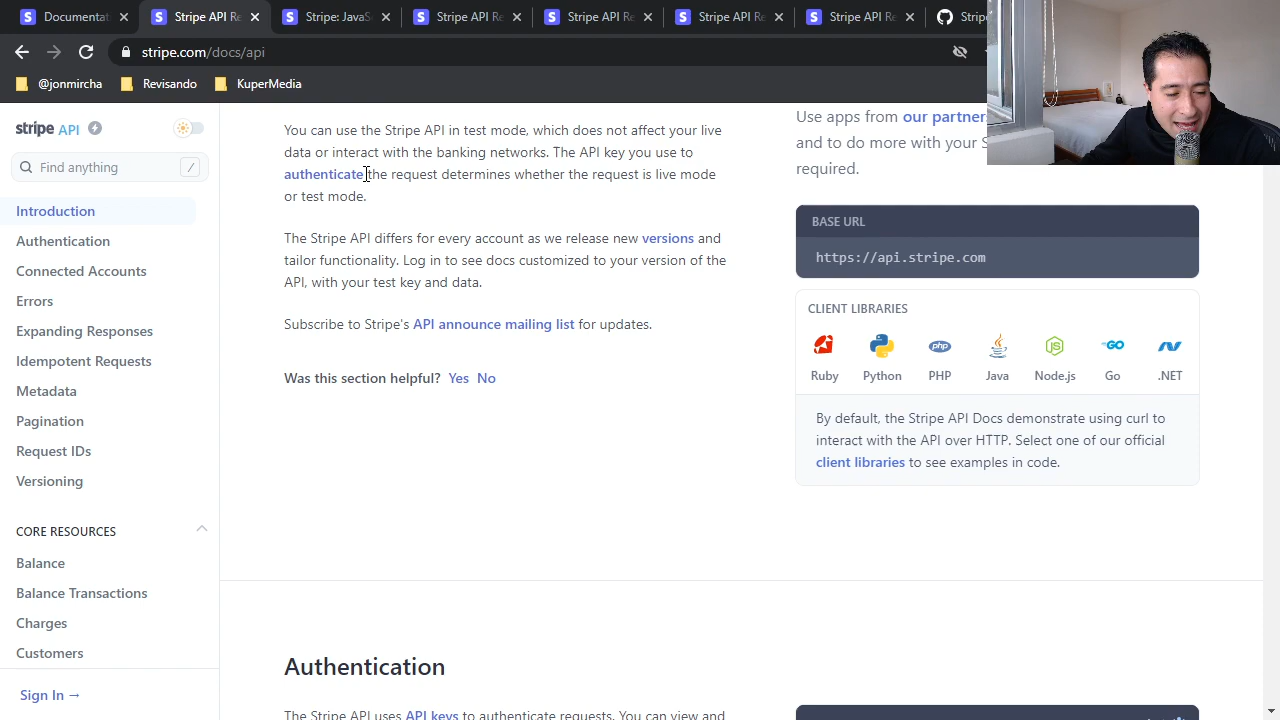 Documentat
Stripe API Re
Stripe: JavaS
Stripe API Re
Stripe API Re
Stripe API Re
Stripe API Re
Strip
stripe.com/docs/api
@jonmircha
Revisando
KuperMedia
stripe API
Find anything /
Introduction
Authentication
Connected Accounts
Errors
Expanding Responses
Idempotent Requests
Metadata
Pagination
Request IDs
Versioning
CORE RESOURCES
Balance
Balance Transactions
Charges
Customers
Sign In →
You can use the Stripe API in test mode, which does not affect your live
data or interact with the banking networks. The API key you use to
authenticate the request determines whether the request is live mode
or test mode.
The Stripe API differs for every account as we release new versions and
tailor functionality. Log in to see docs customized to your version of the
API, with your test key and data.
Subscribe to Stripe's API announce mailing list for updates.
Was this section helpful? Yes No
Authentication
The Stripe API uses API keys to authenticate requests. You can view and
Use apps from our partner
and to do more with your S
required.
BASE URL
https://api.stripe.com
CLIENT LIBRARIES
Ruby
Python
php
PHP
Java
JS
Node.js
GO
Go
.NET
By default, the Stripe API Docs demonstrate using curl to
interact with the API over HTTP. Select one of our official
client libraries to see examples in code.